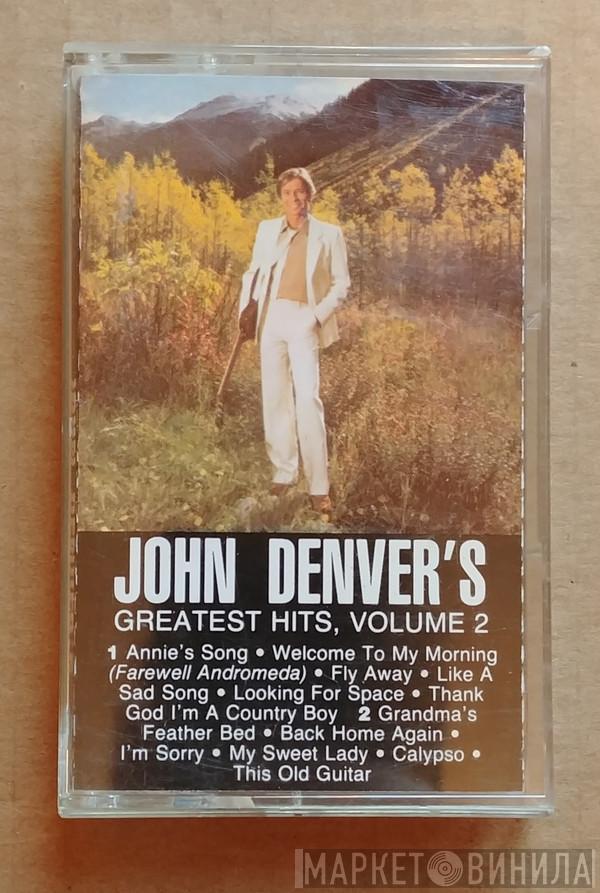 JOHN DENVER'S
GREATEST HITS, VOLUME 2
1 Annie's Song • Welcome To My Morning
(Farewell Andromeda) • Fly Away • Like A
Sad Song • Looking For Space • Thank
God I'm A Country Boy 2 Grandma's
Feather Bed • Back Home Again •
I'm Sorry • My Sweet Lady • Calypso •
This Old Guitar
МАРКЕТ ВИНИЛА